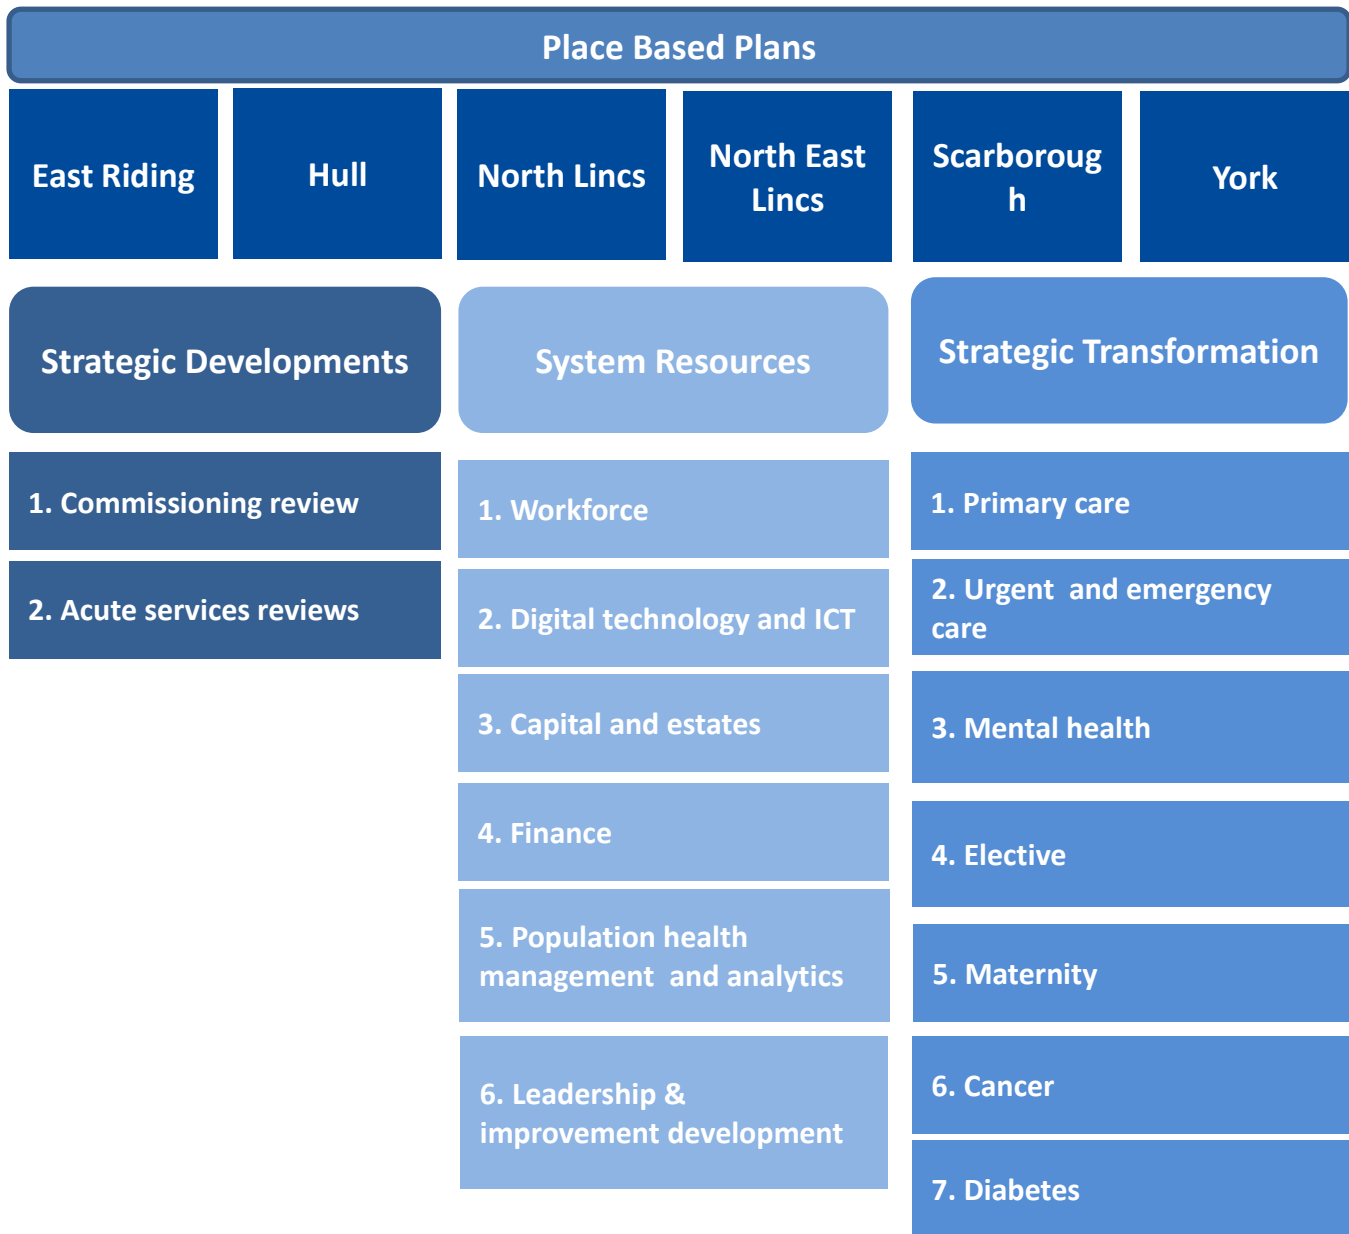 Place Based Plans
East Riding
Hull
North Lincs
North East
Lincs
Scarboroug
h
York
Strategic Developments
System Resources
Strategic Transformation
1. Commissioning review
2. Acute services reviews
1. Workforce
2. Digital technology and ICT
3. Capital and estates
4. Finance
5. Population health
management  and analytics
6. Leadership &
improvement development
1. Primary care
2. Urgent  and emergency
care
3. Mental health
4. Elective
5. Maternity
6. Cancer
7. Diabetes